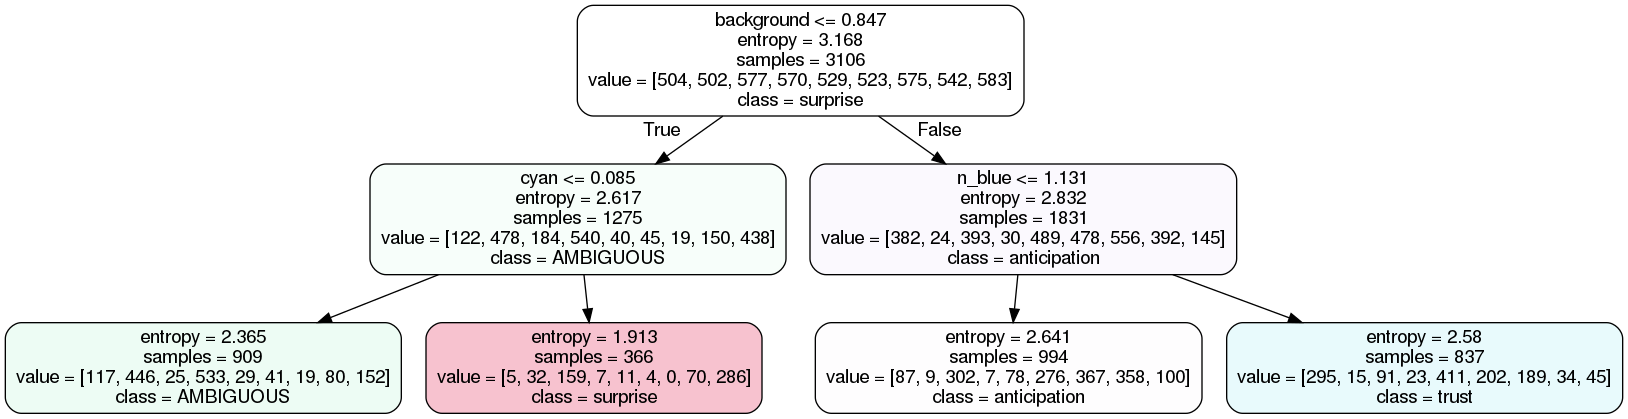 background <= 0.847
entropy = 3.168
samples = 3106
value = [504, 502, 577, 570, 529, 523, 575, 542, 583]
class = surprise
True
False
cyan <= 0.085
entropy = 2.617
samples = 1275
value = [122, 478, 184, 540, 40, 45, 19, 150, 438]
class = AMBIGUOUS
n_blue <= 1.131
entropy = 2.832
samples = 1831
value = [382, 24, 393, 30, 489, 478, 556, 392, 145]
class = anticipation
entropy = 2.365
samples = 909
value = [117, 446, 25, 533, 29, 41, 19, 80, 152]
class = AMBIGUOUS
entropy = 1.913
samples = 366
value = [5, 32, 159, 7, 11, 4, 0, 70, 286]
class = surprise
entropy = 2.641
samples = 994
value = [87, 9, 302, 7, 78, 276, 367, 358, 100]
class = anticipation
entropy = 2.58
samples = 837
value = [295, 15, 91, 23, 411, 202, 189, 34, 45]
class = trust